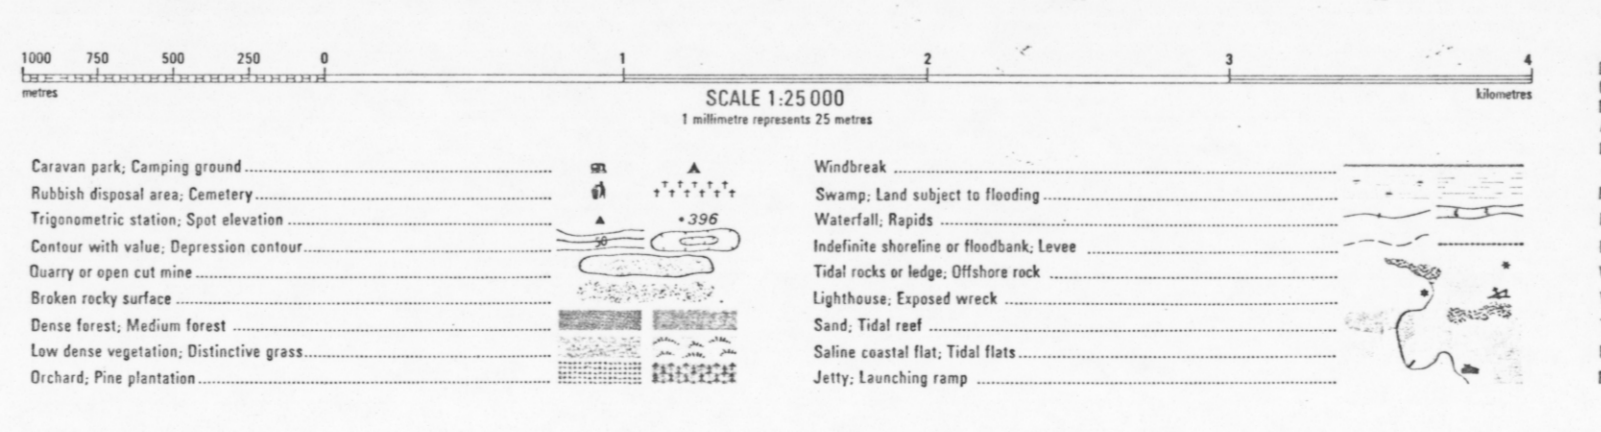 1000 750 500 250 0 1 2 3 4
metres kilometres
SCALE 1:25 000
1 millimetre represents 25 metres
Caravan park; Camping ground
Rubbish disposal area; Cemetery
Trigonometric station; Spot elevation •396
Contour with value; Depression contour 50
Quarry or open cut mine
Broken rocky surface
Dense forest; Medium forest
Low dense vegetation; Distinctive grass
Orchard; Pine plantation
Windbreak
Swamp; Land subject to flooding
Waterfall; Rapids
Indefinite shoreline or floodbank; Levee
Tidal rocks or ledge; Offshore rock
Lighthouse; Exposed wreck
Sand; Tidal reef
Saline coastal flat; Tidal flats
Jetty; Launching ramp